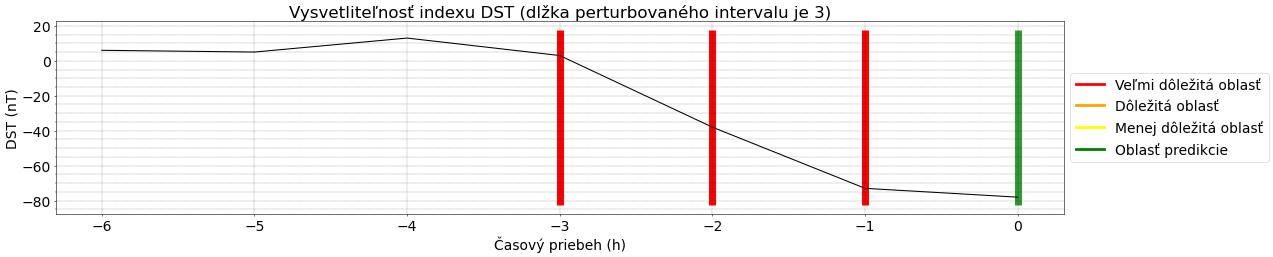 Vysvetliteľnosť indexu DST (dlžka perturbovaného intervalu je 3)
DST (nT)
20
0
−20
−40
−60
−80
−6 −5 −4 −3 −2 −1 0
Časový priebeh (h)
Veľmi dôležitá oblasť
Dôležitá oblasť
Menej dôležitá oblasť
Oblasť predikcie